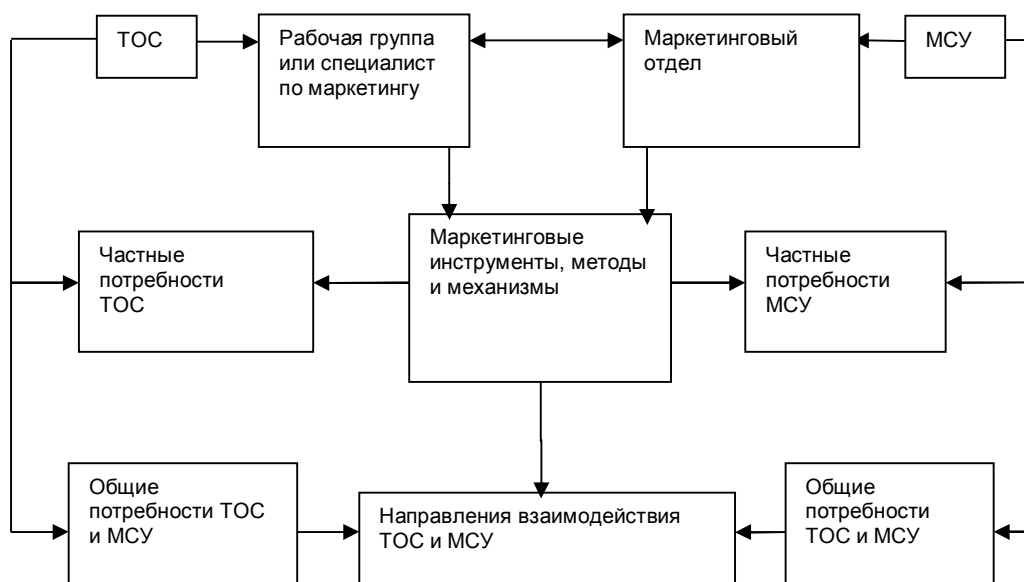 ТОС
Рабочая группа
или специалист
по маркетингу
Маркетинговый
отдел
МСУ
Частные
потребности
ТОС
Маркетинговые
инструменты, методы
и механизмы
Частные
потребности
МСУ
Общие
потребности ТОС
и МСУ
Направления взаимодействия
ТОС и МСУ
Общие
потребности
ТОС и МСУ